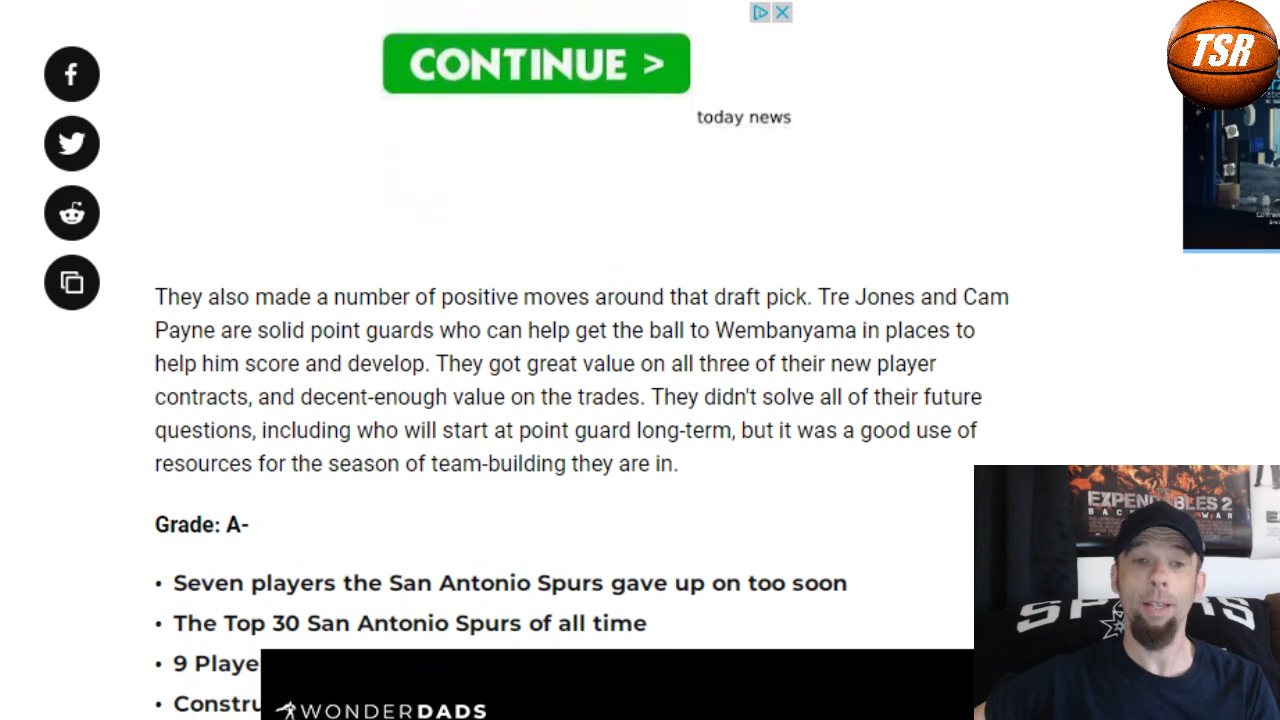 CONTINUE >
today news
TSR
They also made a number of positive moves around that draft pick. Tre Jones and Cam
Payne are solid point guards who can help get the ball to Wembanyama in places to
help him score and develop. They got great value on all three of their new player
contracts, and decent-enough value on the trades. They didn't solve all of their future
questions, including who will start at point guard long-term, but it was a good use of
resources for the season of team-building they are in.
Grade: A-
• Seven players the San Antonio Spurs gave up on too soon
• The Top 30 San Antonio Spurs of all time
• 9 Playe
• Constru
WONDERDADS
EXPENDABLES 2
SPURS